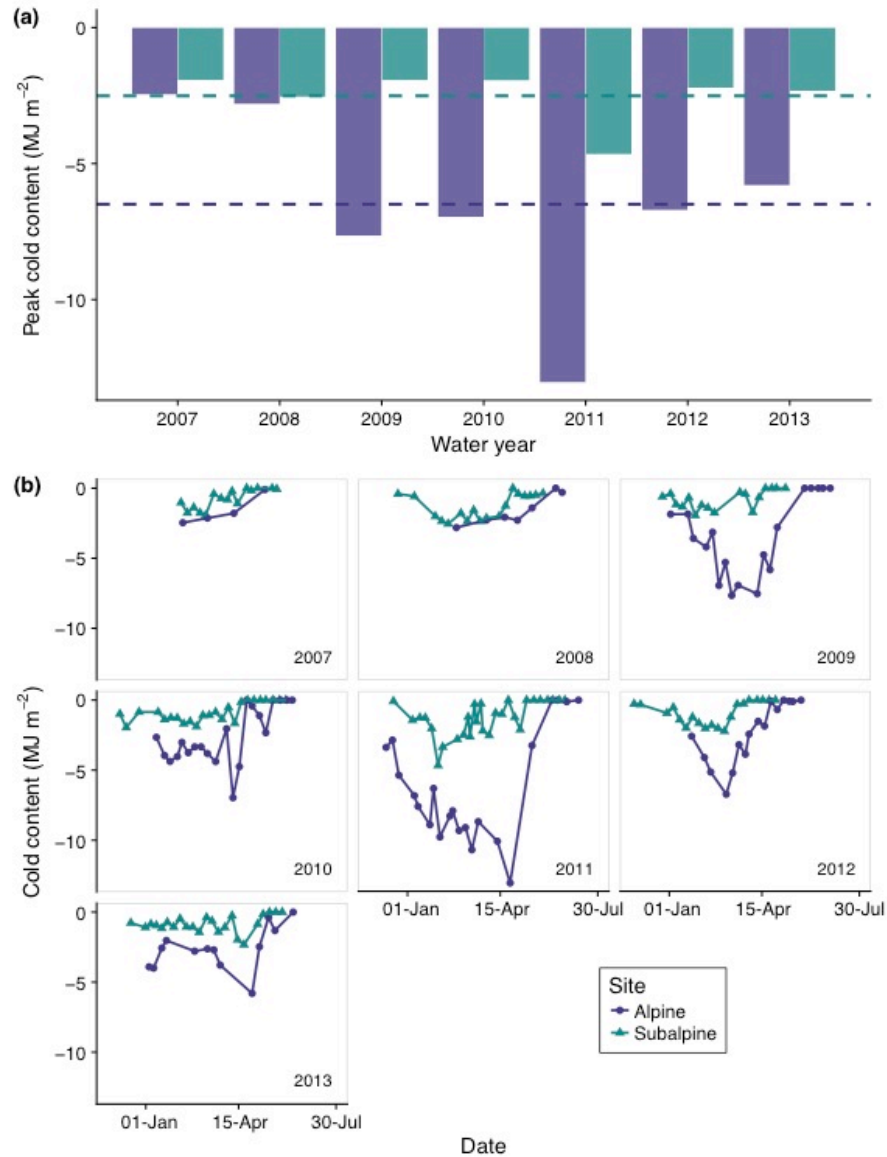 (a)
0
−5
−10
Peak cold content (MJ m−2)
2007 2008 2009 2010 2011 2012 2013
Water year
(b)
0
−5
−10
2007
2008
2009
Cold content (MJ m−2)
0
−5
−10
2010
2011
2012
01-Jan 15-Apr 30-Jul
01-Jan 15-Apr 30-Jul
0
−5
−10
2013
01-Jan 15-Apr 30-Jul
Site
Alpine
Subalpine
Date